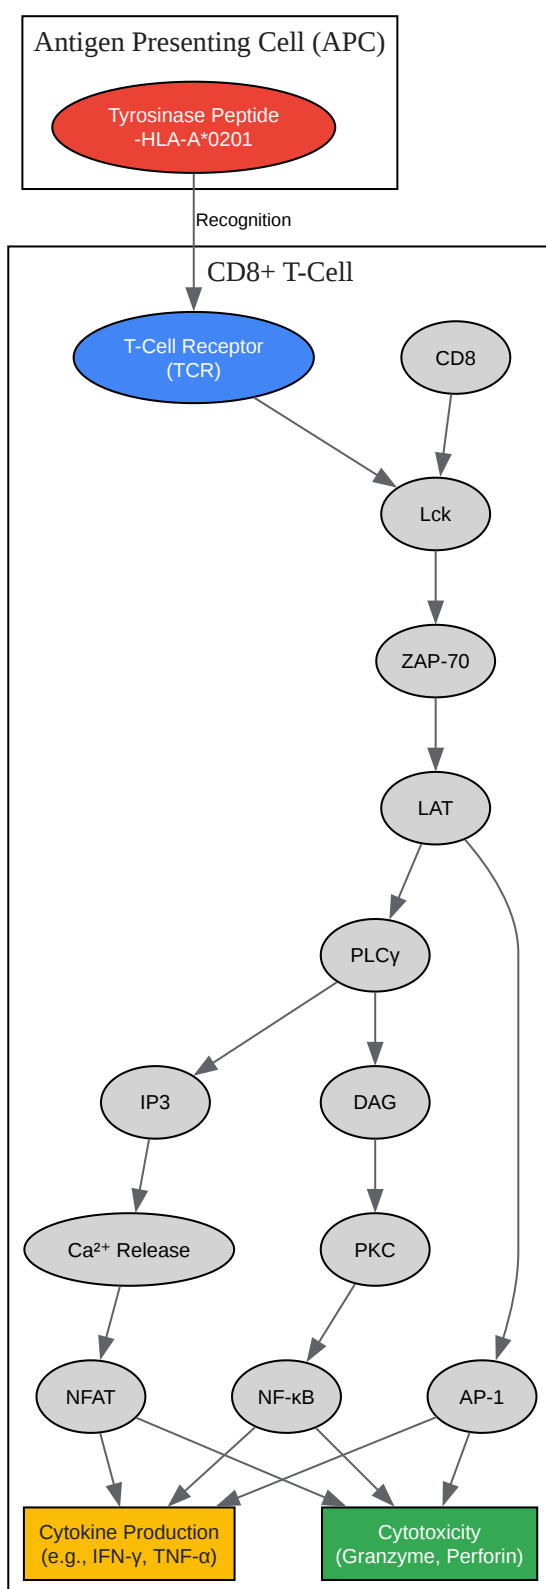 Antigen Presenting Cell (APC)
Tyrosinase Peptide
-HLA-A*0201
Recognition
CD8+ T-Cell
T-Cell Receptor
(TCR)
CD8
Lck
ZAP-70
LAT
PLCγ
IP3
DAG
Ca²⁺ Release
PKC
NFAT
NF-κB
AP-1
Cytokine Production
(e.g., IFN-γ, TNF-α)
Cytotoxicity
(Granzyme, Perforin)